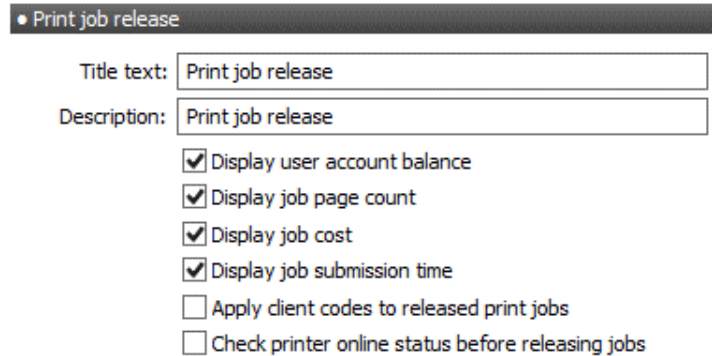 Print job release
Title text: Print job release
Description: Print job release
Display user account balance
Display job page count
Display job cost
Display job submission time
Apply client codes to released print jobs
Check printer online status before releasing jobs